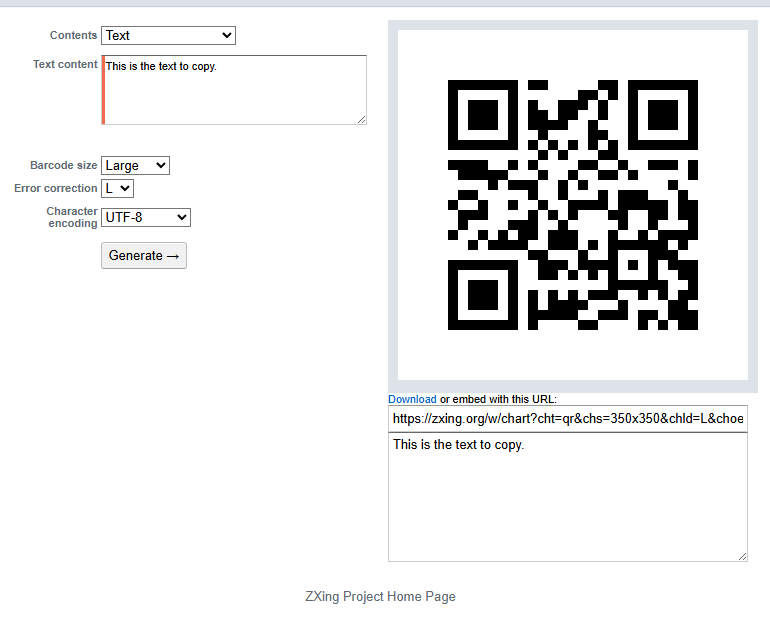 Contents Text
Text content This is the text to copy.
Barcode size Large
Error correction L
Character
encoding UTF-8
Generate →
Download or embed with this URL:
https://zxing.org/w/chart?cht=qr&chs=350x350&chld=L&choe
This is the text to copy.
ZXing Project Home Page